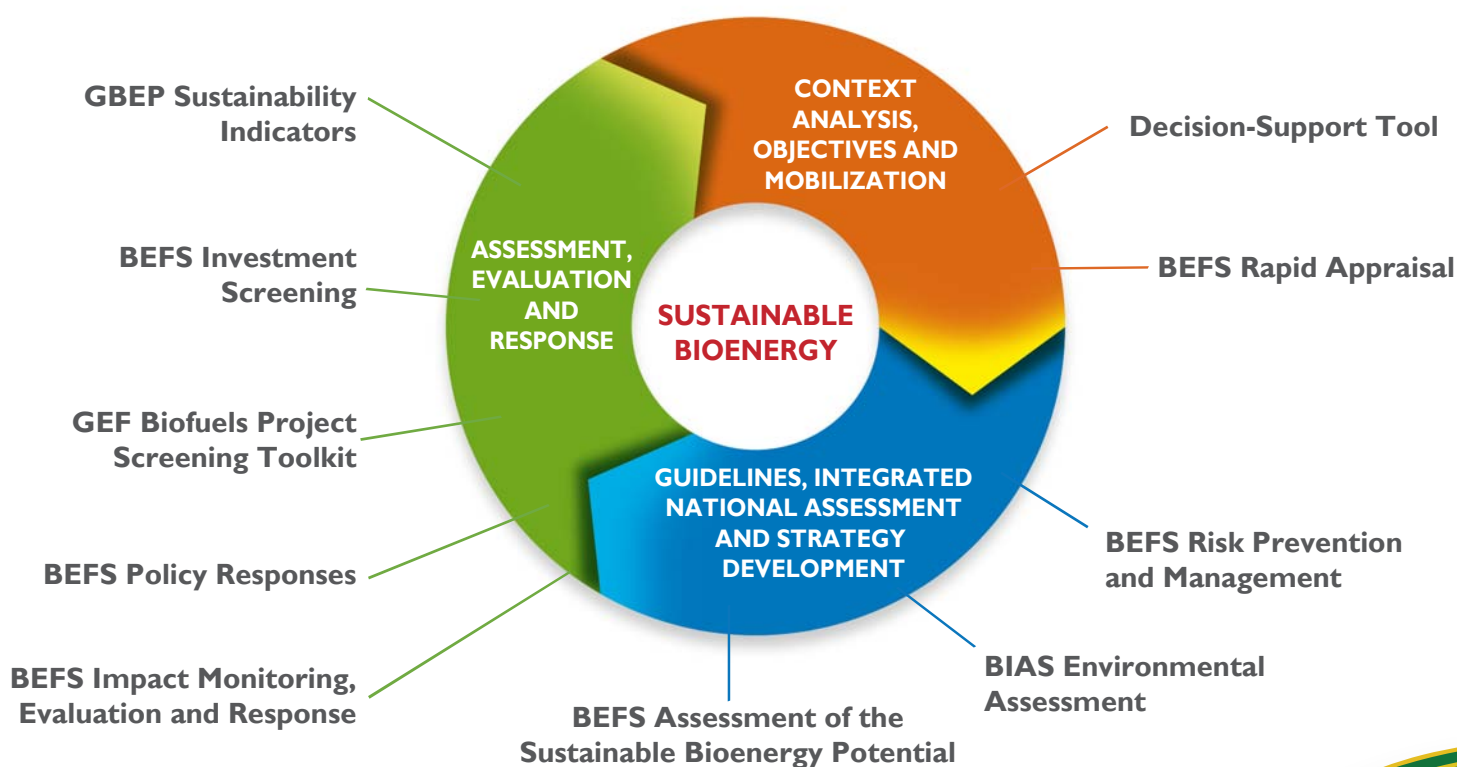 GBEP Sustainability
Indicators
BEFS Investment
Screening
GEF Biofuels Project
Screening Toolkit
BEFS Policy Responses
BEFS Impact Monitoring,
Evaluation and Response
CONTEXT
ANALYSIS,
OBJECTIVES AND
MOBILIZATION
ASSESSMENT,
EVALUATION
AND
RESPONSE
SUSTAINABLE
BIOENERGY
GUIDELINES, INTEGRATED
NATIONAL ASSESSMENT
AND STRATEGY
DEVELOPMENT
Decision-Support Tool
BEFS Rapid Appraisal
BEFS Risk Prevention
and Management
BIAS Environmental
Assessment
BEFS Assessment of the
Sustainable Bioenergy Potential